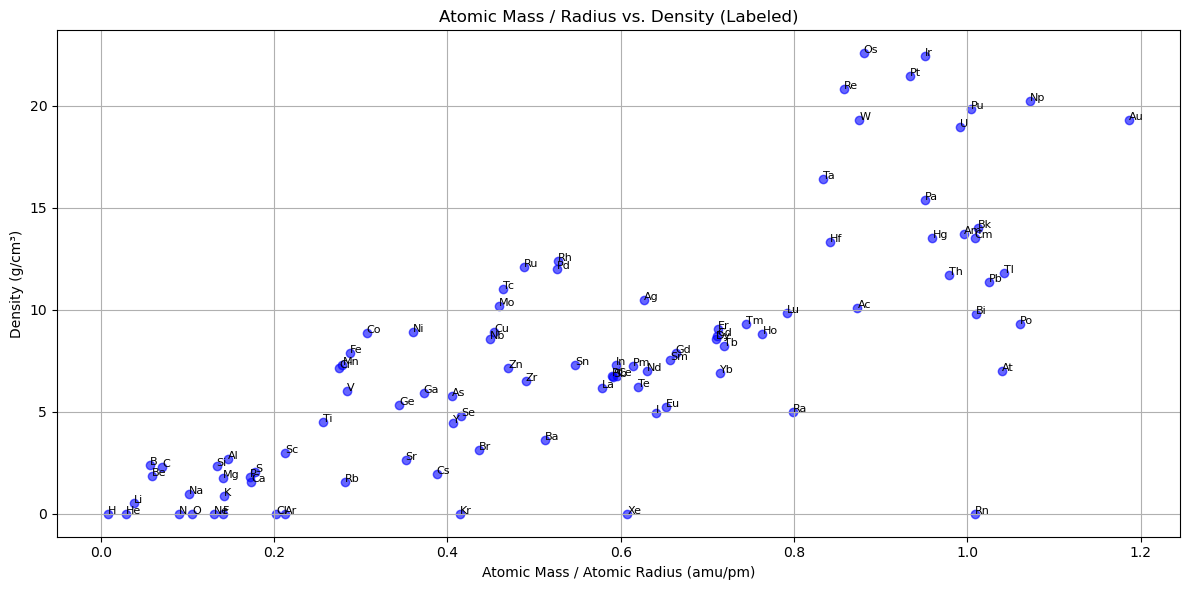 Atomic Mass / Radius vs. Density (Labeled)
Density (g/cm³)
20
15
10
5
0
Os
Ir
Pt
Re
Np
Pu
W
U
Au
Ta
Pa
Bk
Am
Cm
Hg
Hf
Rh
Pd
Ru
Tl
Th
Pb
Tc
Ag
Mo
Ac
Lu
Bi
Po
Tm
Er
Cd
Dy
Ho
Tb
Co
Ni
Cu
Nb
Fe
Mn
Gd
Sm
Sn
In
Pm
Nd
Zn
Cr
At
Yb
Zr
Ce
La
Te
V
Ga
As
Ge
Eu
I
Ra
Se
Y
Ti
Ba
Br
Sc
Al
Sr
B
C
Si
S
P
Be
Mg
Ca
Rb
Cs
Na
K
Li
H
He
N
O
Ne
F
Cl
Ar
Kr
Xe
Rn
0.0
0.2
0.4
0.6
0.8
1.0
1.2
Atomic Mass / Atomic Radius (amu/pm)